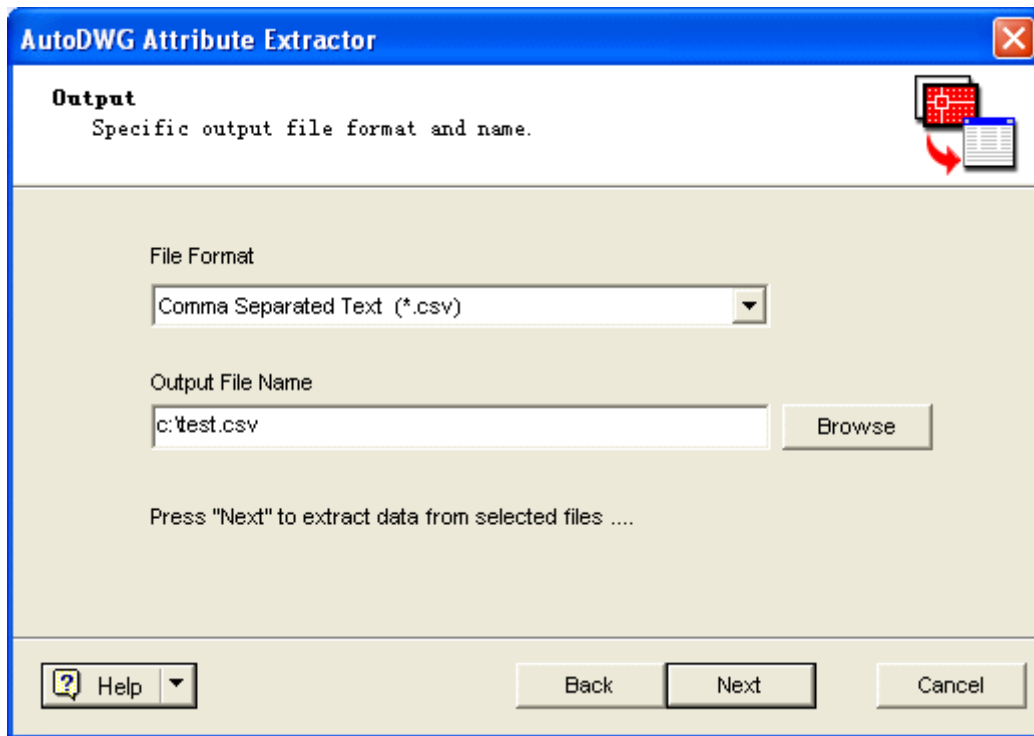 AutoDWG Attribute Extractor
Output
Specific output file format and name.
File Format
Comma Separated Text (*.csv)
Output File Name
c:\test.csv
Browse
Press "Next" to extract data from selected files ....
Help
Back
Next
Cancel